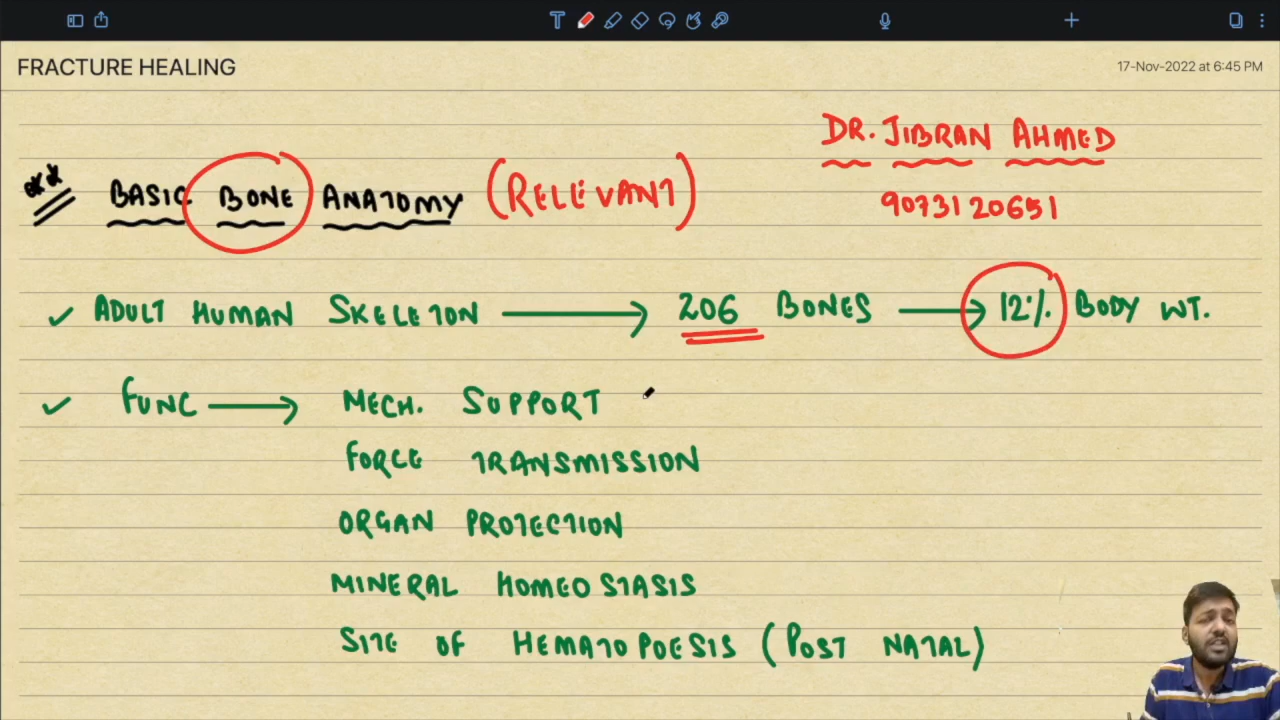 FRACTURE HEALING
17-Nov-2022 at 6:45 PM
DR. JIBRAN AHMED
9073120651
BASIC BONE ANATOMY (RELEVANT)
ADULT HUMAN SKELETON → 206 BONES → 12% BODY WT.
FUNC → MECH. SUPPORT
FORCE TRANSMISSION
ORGAN PROTECTION
MINERAL HOMEOSTASIS
SITE OF HEMATOPOESIS (POST NATAL)